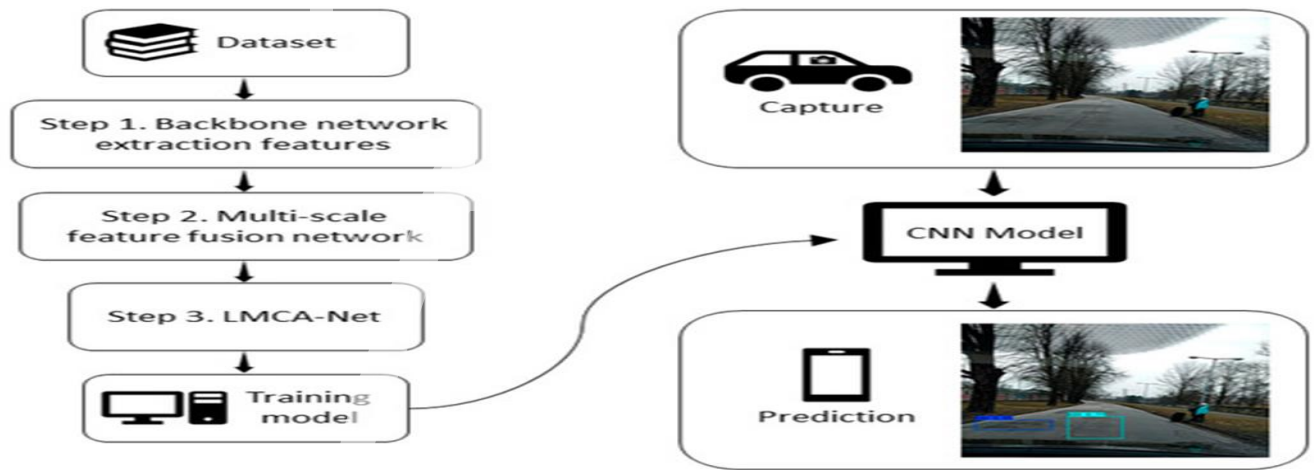 Dataset
Step 1. Backbone network
extraction features
Step 2. Multi-scale
feature fusion network
Step 3. LMCA-Net
Training
model
Capture
CNN Model
Prediction